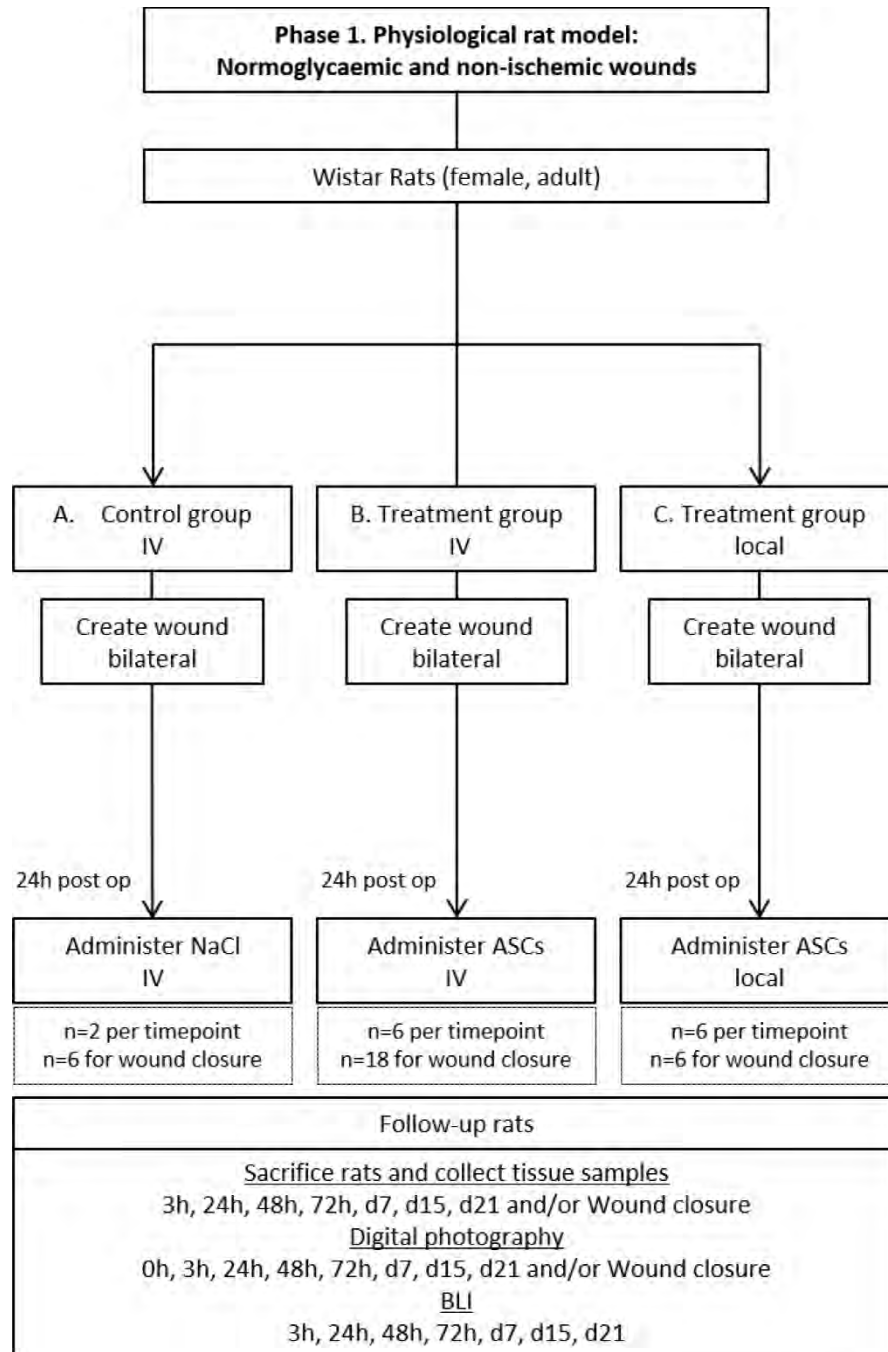 Phase 1. Physiological rat model:
Normoglycaemic and non-ischemic wounds
Wistar Rats (female, adult)
A. Control group
IV
B. Treatment group
IV
C. Treatment group
local
Create wound
bilateral
Create wound
bilateral
Create wound
bilateral
24h post op
24h post op
24h post op
Administer NaCl
IV
Administer ASCs
IV
Administer ASCs
local
n=2 per timepoint
n=6 for wound closure
n=6 per timepoint
n=18 for wound closure
n=6 per timepoint
n=6 for wound closure
Follow-up rats
Sacrifice rats and collect tissue samples
3h, 24h, 48h, 72h, d7, d15, d21 and/or Wound closure
Digital photography
0h, 3h, 24h, 48h, 72h, d7, d15, d21 and/or Wound closure
BLI
3h, 24h, 48h, 72h, d7, d15, d21